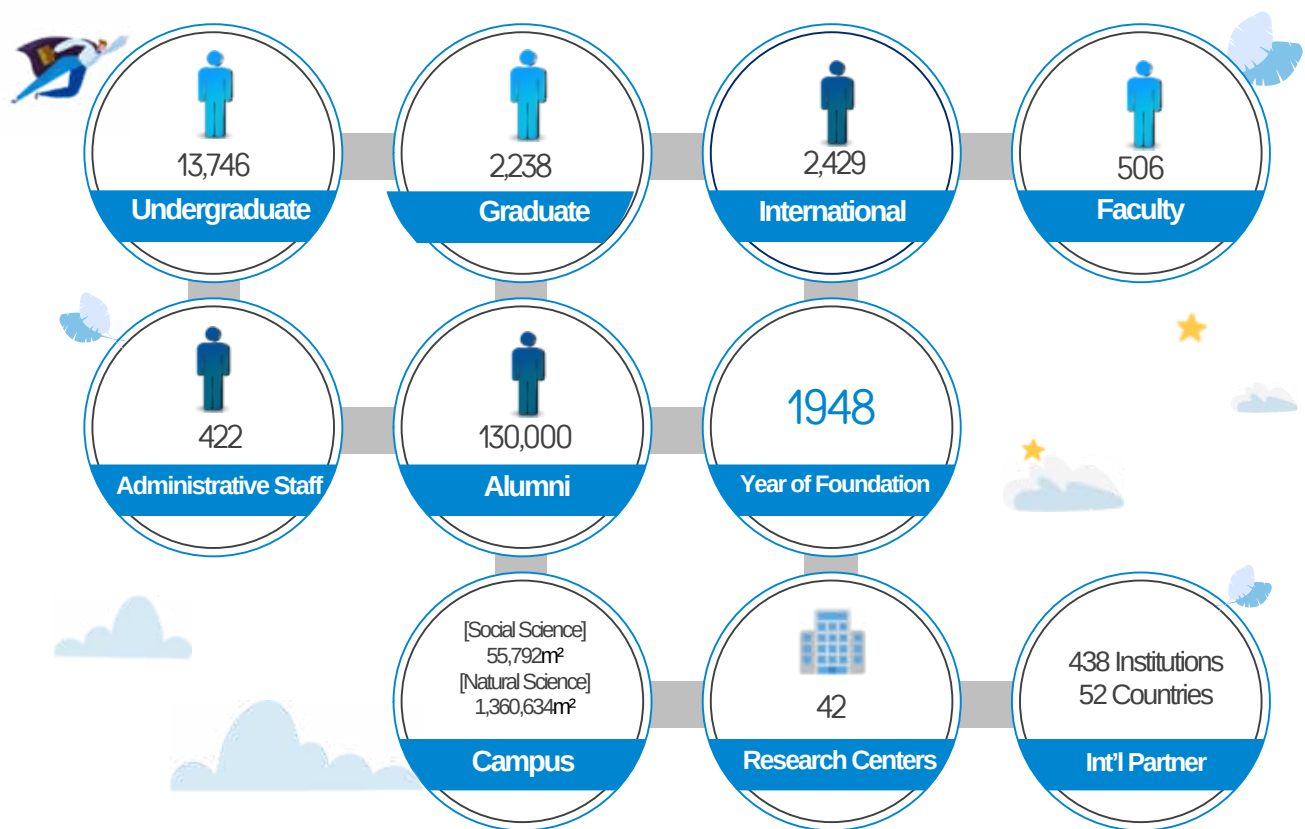 13,746
Undergraduate
2,238
Graduate
2,429
International
506
Faculty
422
Administrative Staff
130,000
Alumni
1948
Year of Foundation
[Social Science]
55,792m²
[Natural Science]
1,360,634m²
Campus
42
Research Centers
438 Institutions
52 Countries
Int'l Partner